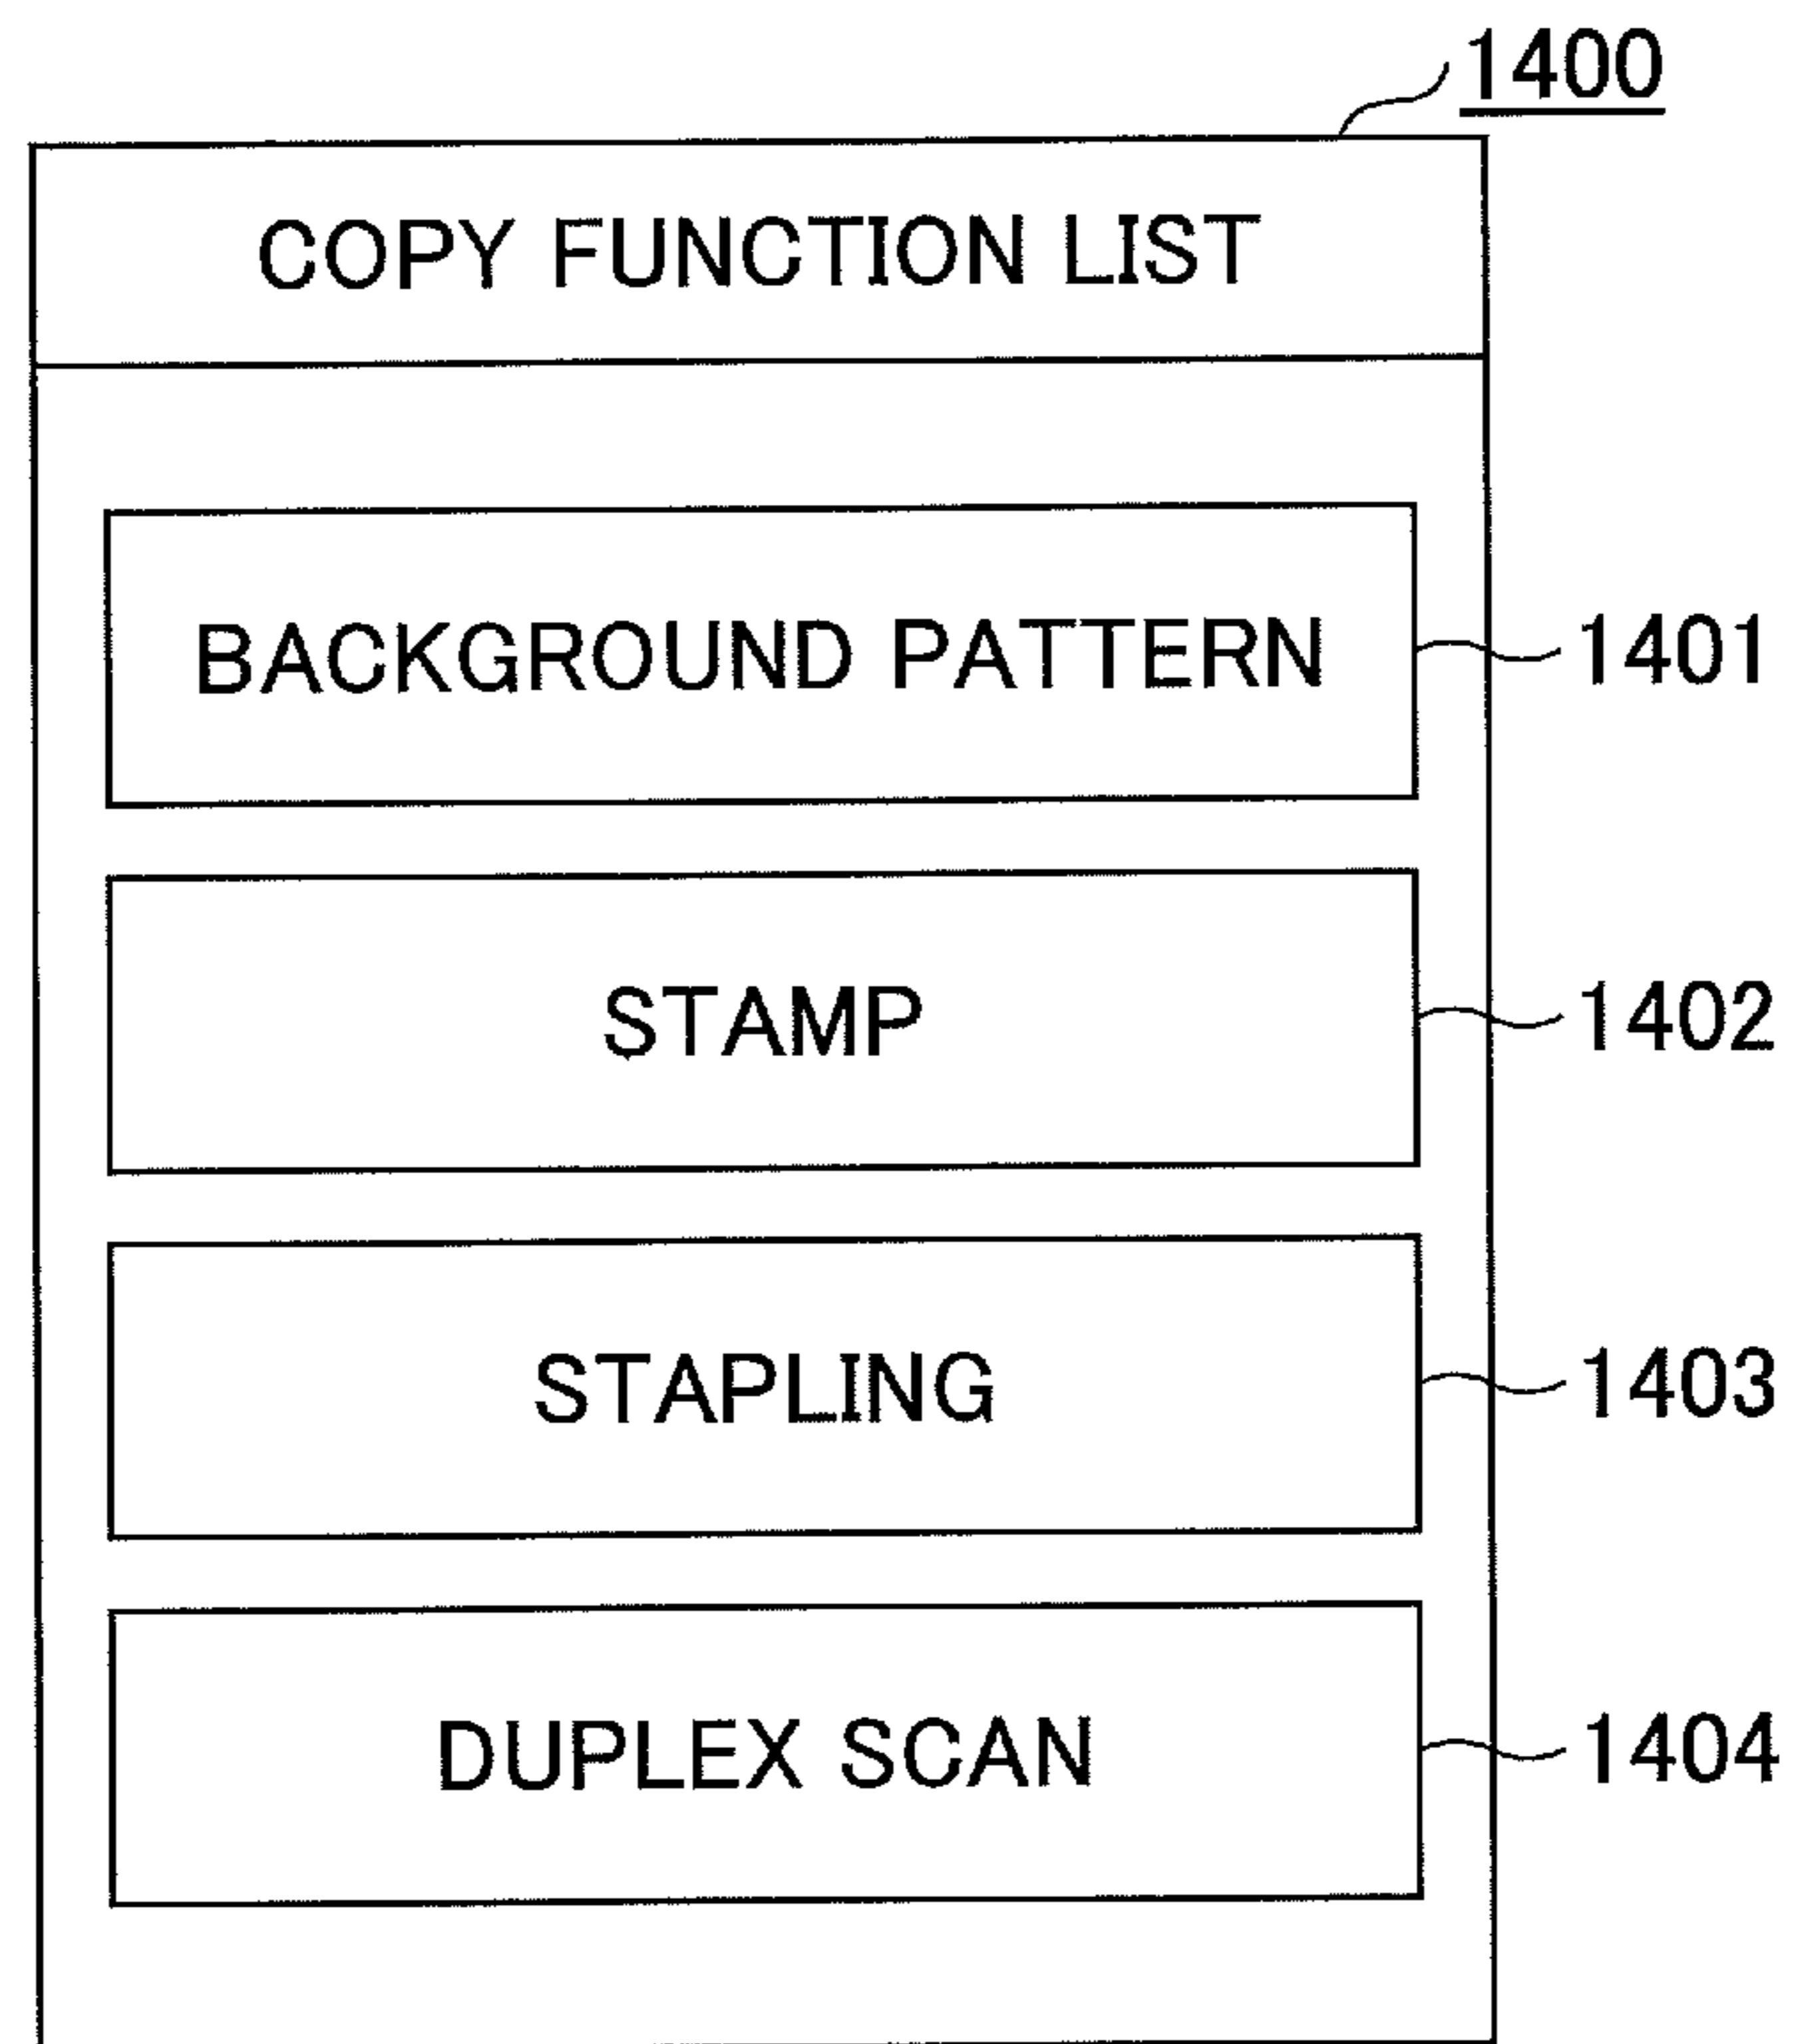 1400
COPY FUNCTION LIST
BACKGROUND PATTERN 1401
STAMP 1402
STAPLING 1403
DUPLEX SCAN 1404